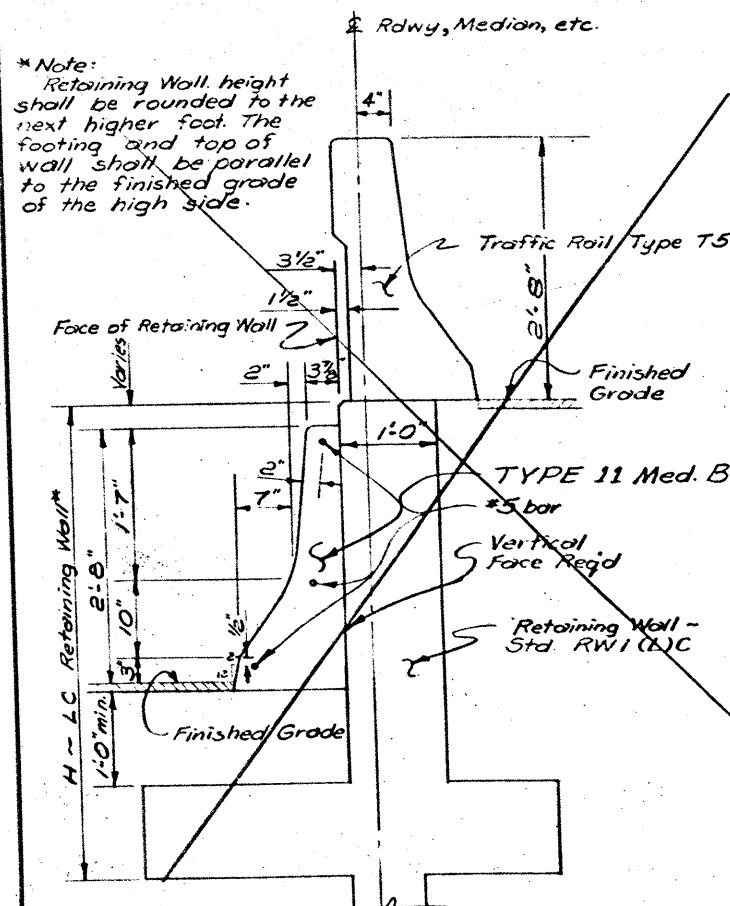 ℄ Rdwy, Median, etc.
*Note:
Retaining Wall height
shall be rounded to the
next higher foot. The
footing and top of
wall shall be parallel
to the finished grade
of the high side.
4"
Traffic Rail Type T5
3½"
1½"
2'-8"
Face of Retaining Wall
Varies
2"
3⅞"
Finished
Grade
1'-0"
2"
7"
TYPE 11 Med. B
#5 bar
Vertical
Face Req'd
1'-7"
2'-8"
10"
½"
3"
Retaining Wall ~
Std. RW1(L)C
H ~ LC Retaining Wall*
Finished Grade
1'-0" min.